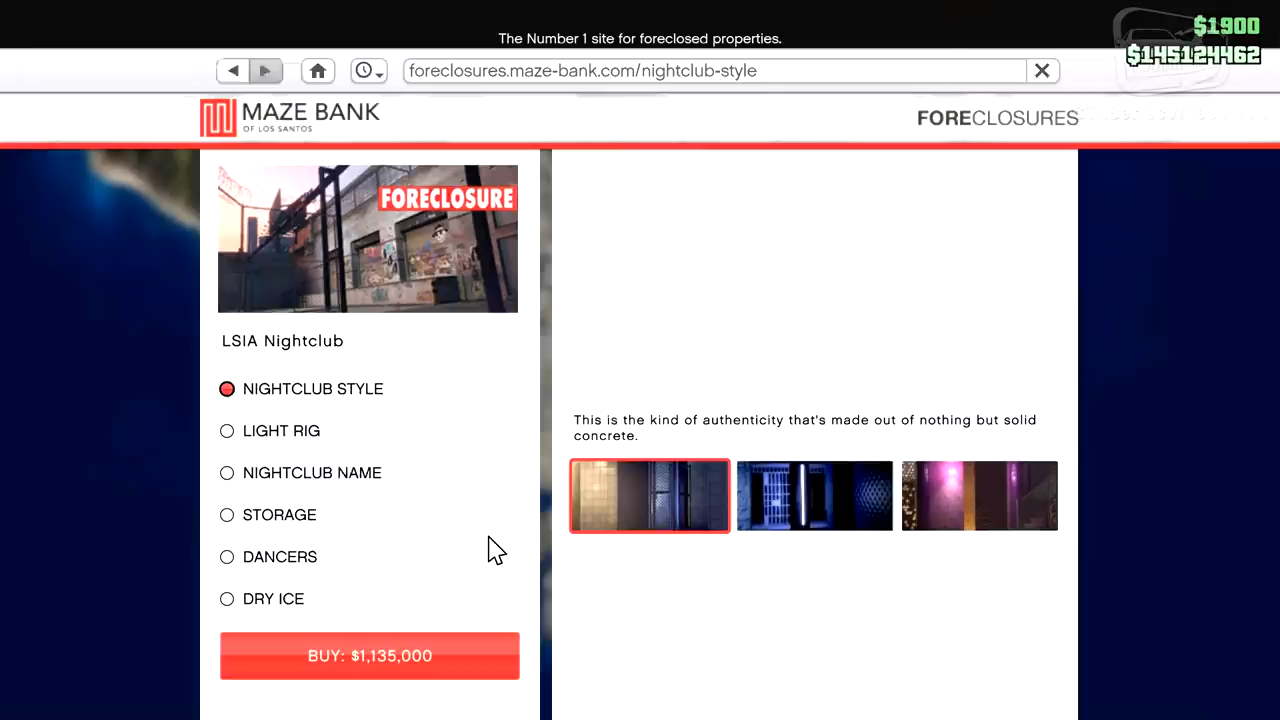 $1900
The Number 1 site for foreclosed properties.
$145124462
foreclosures.maze-bank.com/nightclub-style
MAZE BANK
OF LOS SANTOS
FORECLOSURES
FORECLOSURE
LSIA Nightclub
NIGHTCLUB STYLE
LIGHT RIG
NIGHTCLUB NAME
STORAGE
DANCERS
DRY ICE
BUY: $1,135,000
This is the kind of authenticity that's made out of nothing but solid
concrete.